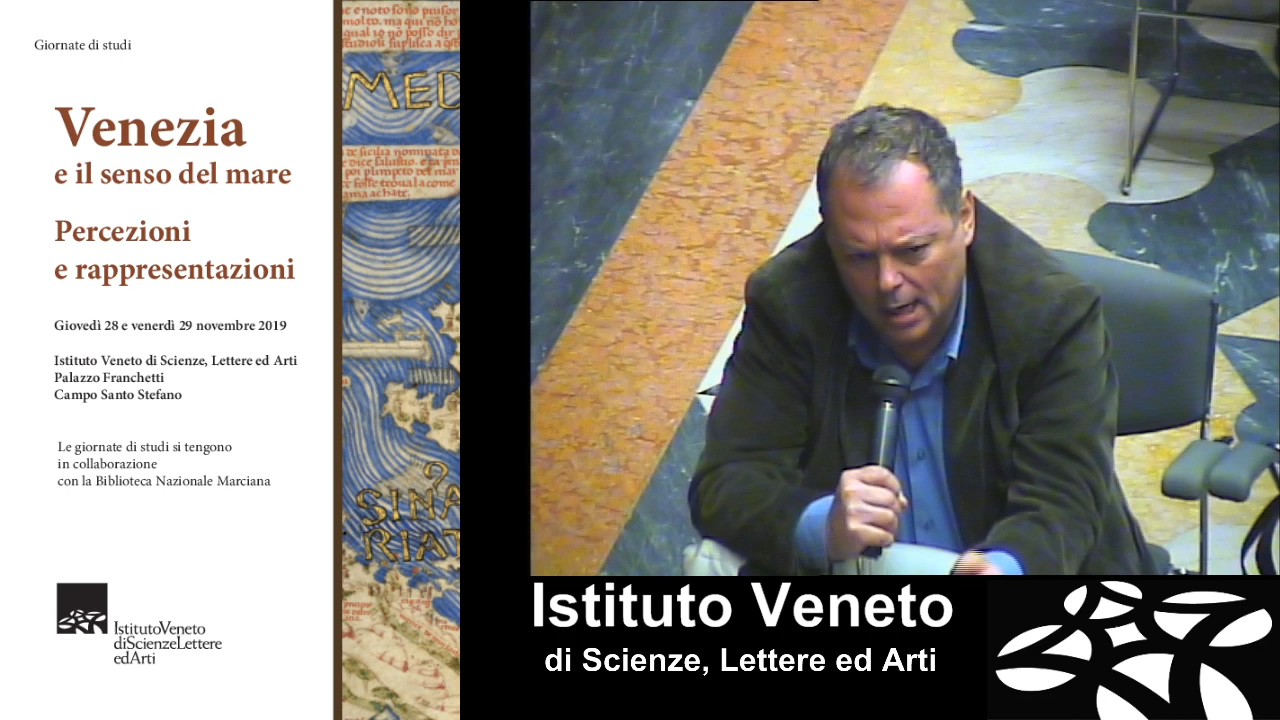 Giornate di studi
Venezia
e il senso del mare
Percezioni
e rappresentazioni
Giovedì 28 e venerdì 29 novembre 2019
Istituto Veneto di Scienze, Lettere ed Arti
Palazzo Franchetti
Campo Santo Stefano
Le giornate di studi si tengono
in collaborazione
con la Biblioteca Nazionale Marciana
IstitutoVeneto
diScienzeLettere
edArti
MED
SINA
RIAT
Istituto Veneto
di Scienze, Lettere ed Arti